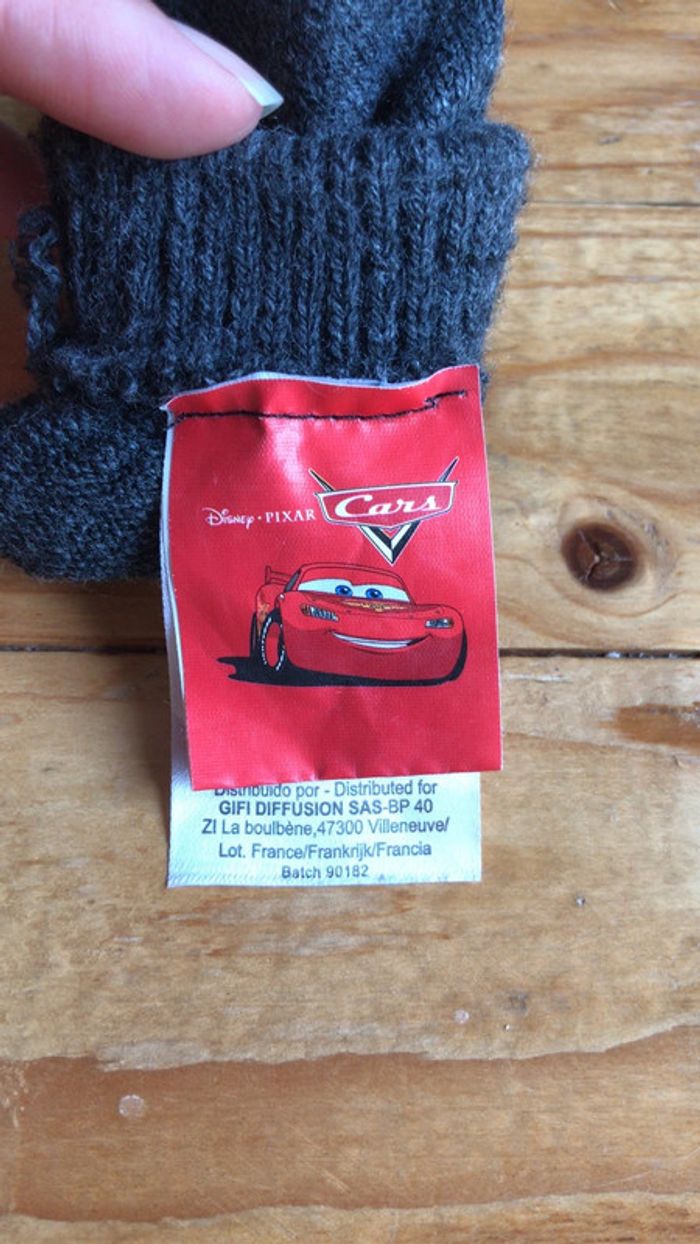 DISNEY · PIXAR
Cars
Distribuido por - Distributed for
GIFI DIFFUSION SAS-BP 40
ZI La boulbène,47300 Villeneuve/
Lot. France/Frankrijk/Francia
Batch 90182